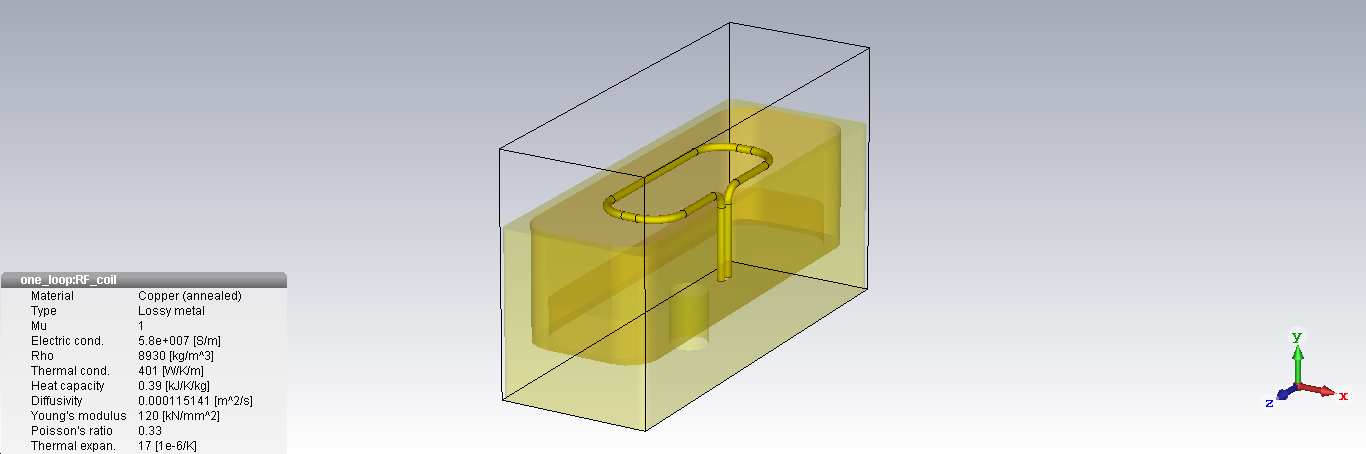 one_loop:RF_coil
Material Copper (annealed)
Type Lossy metal
Mu 1
Electric cond. 5.8e+007 [S/m]
Rho 8930 [kg/m^3]
Thermal cond. 401 [W/K/m]
Heat capacity 0.39 [kJ/K/kg]
Diffusivity 0.000115141 [m^2/s]
Young's modulus 120 [kN/mm^2]
Poisson's ratio 0.33
Thermal expan. 17 [1e-6/K]
y
z x